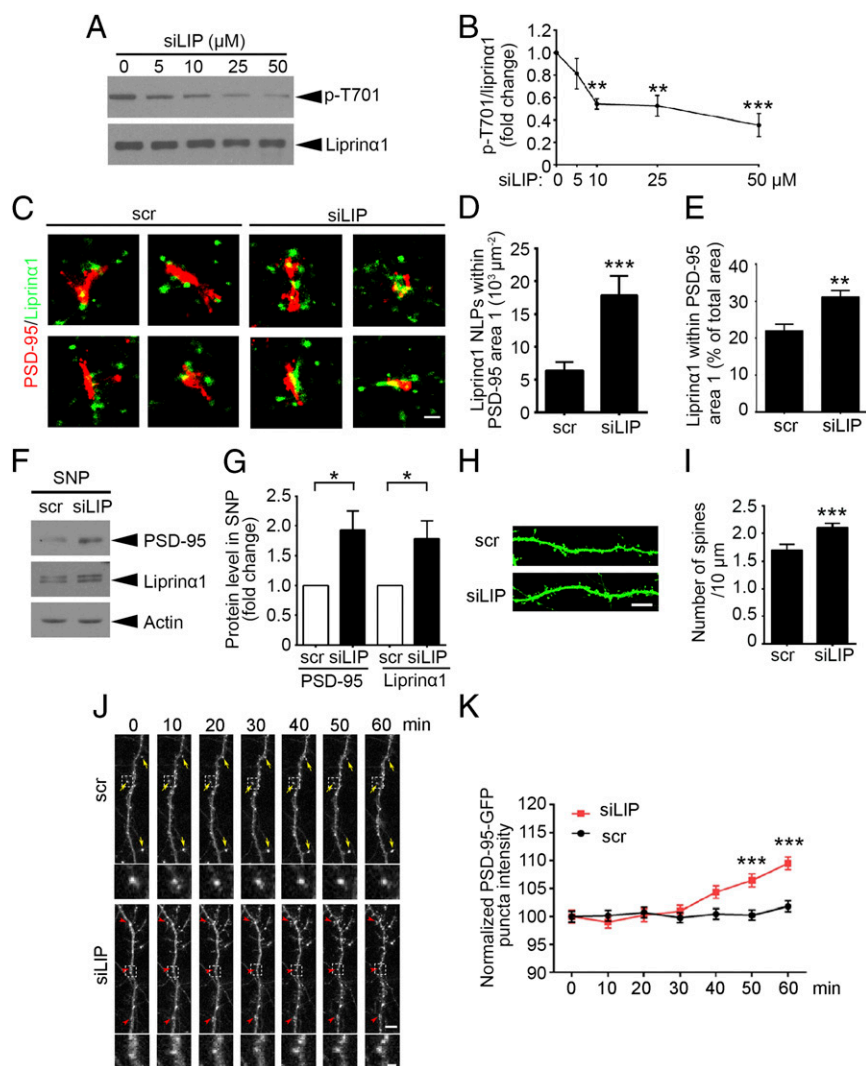 A
siLIP (μM)
0 5 10 25 50
p-T701
Liprinα1
B
p-T701/liprinα1
(fold change)
1.2
1.0
0.8
0.6
0.4
0.2
0
** ** ***
siLIP: 0 5 10 25 50 μM
C
scr siLIP
PSD-95/Liprinα1
D
Liprinα1 NLPs within
PSD-95 area 1 (10³ μm⁻²)
25
20
15
10
5
0
***
scr siLIP
E
Liprinα1 within PSD-95
area 1 (% of total area)
40
30
20
10
0
**
scr siLIP
F
SNP
scr siLIP
PSD-95
Liprinα1
Actin
G
Protein level in SNP
(fold change)
2.5
2.0
1.5
1.0
0.5
0
* *
scr siLIP scr siLIP
PSD-95 Liprinα1
H
scr
siLIP
I
Number of spines
/10 μm
2.5
2.0
1.5
1.0
0.5
0
***
scr siLIP
J
0 10 20 30 40 50 60 min
scr
siLIP
K
Normalized PSD-95-GFP
puncta intensity
120
115
110
105
100
95
90
siLIP
scr
*** ***
0 10 20 30 40 50 60 min